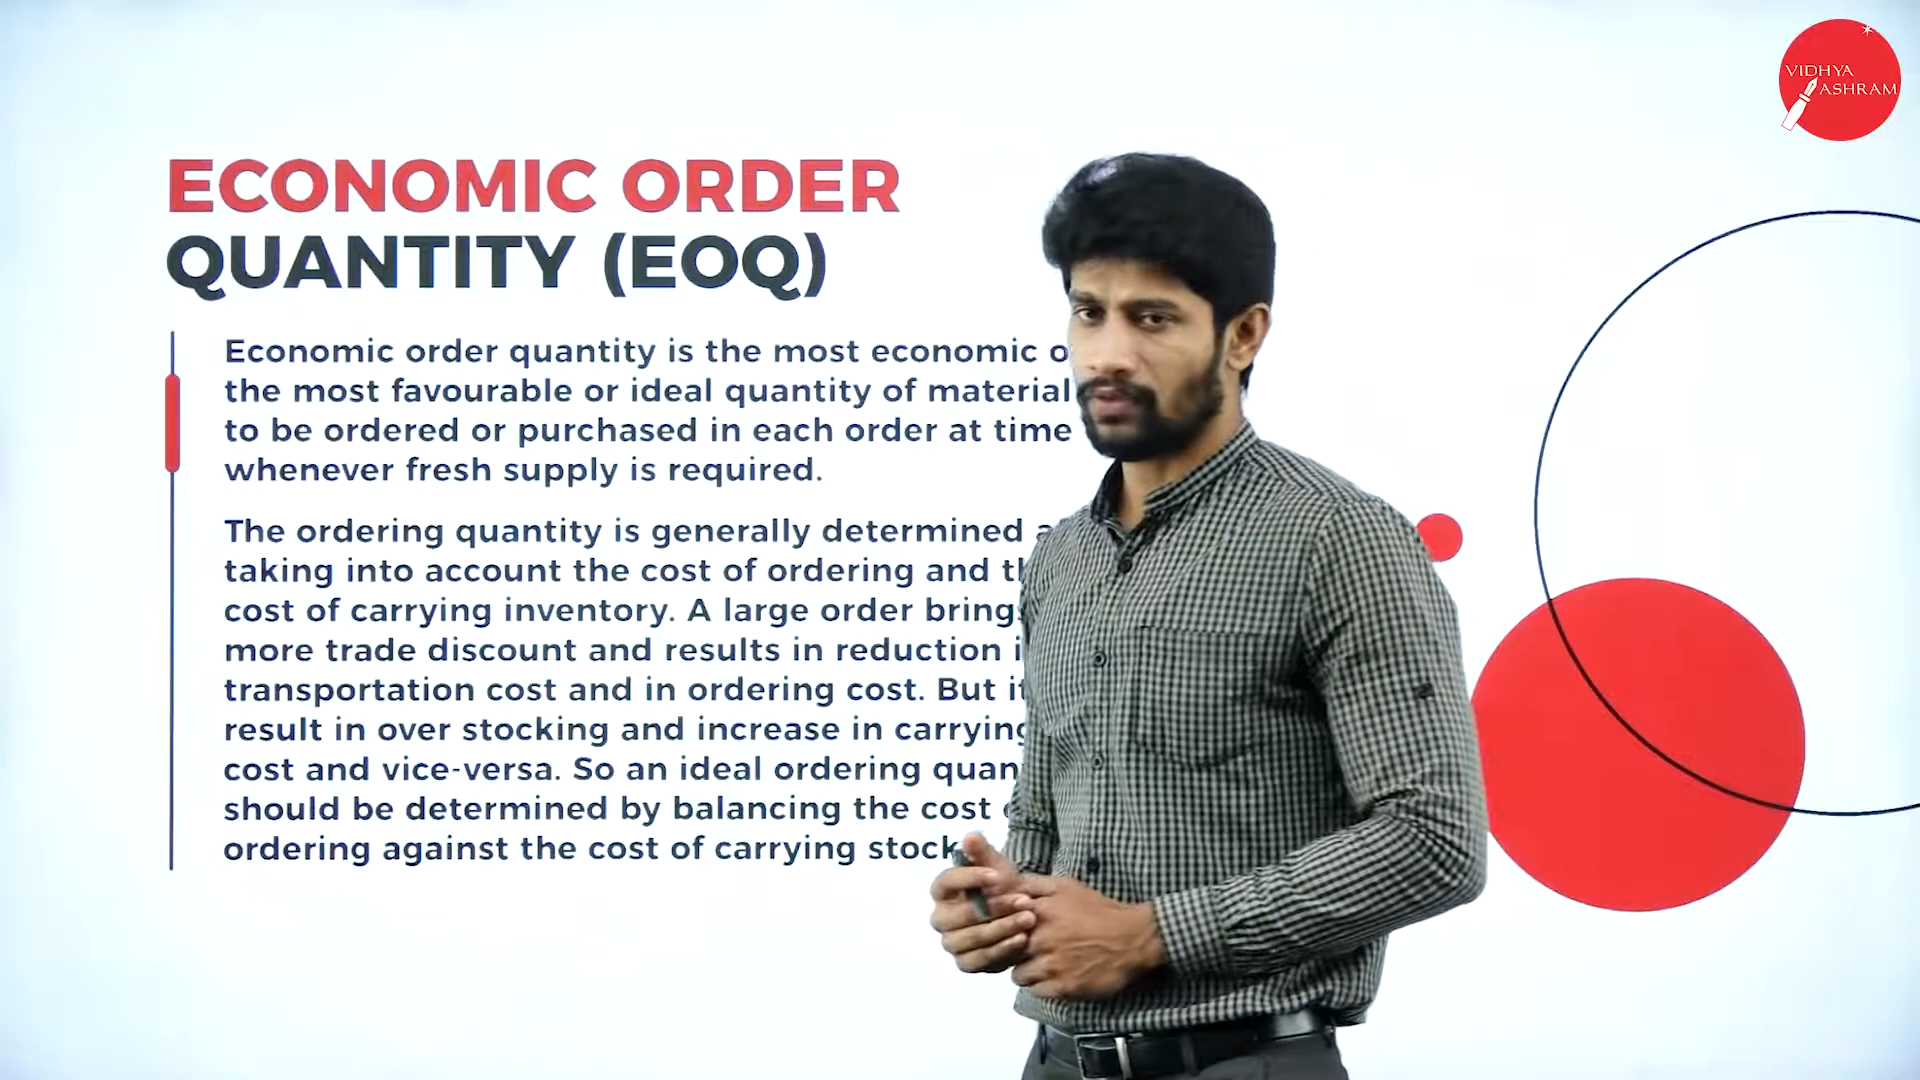 VIDHYA
ASHRAM
ECONOMIC ORDER
QUANTITY (EOQ)
Economic order quantity is the most economic
the most favourable or ideal quantity of material
to be ordered or purchased in each order at time
whenever fresh supply is required.
The ordering quantity is generally determined
taking into account the cost of ordering and
cost of carrying inventory. A large order brings
more trade discount and results in reduction
transportation cost and in ordering cost. But
result in over stocking and increase in carrying
cost and vice-versa. So an ideal ordering
should be determined by balancing the cost
ordering against the cost of carrying stock